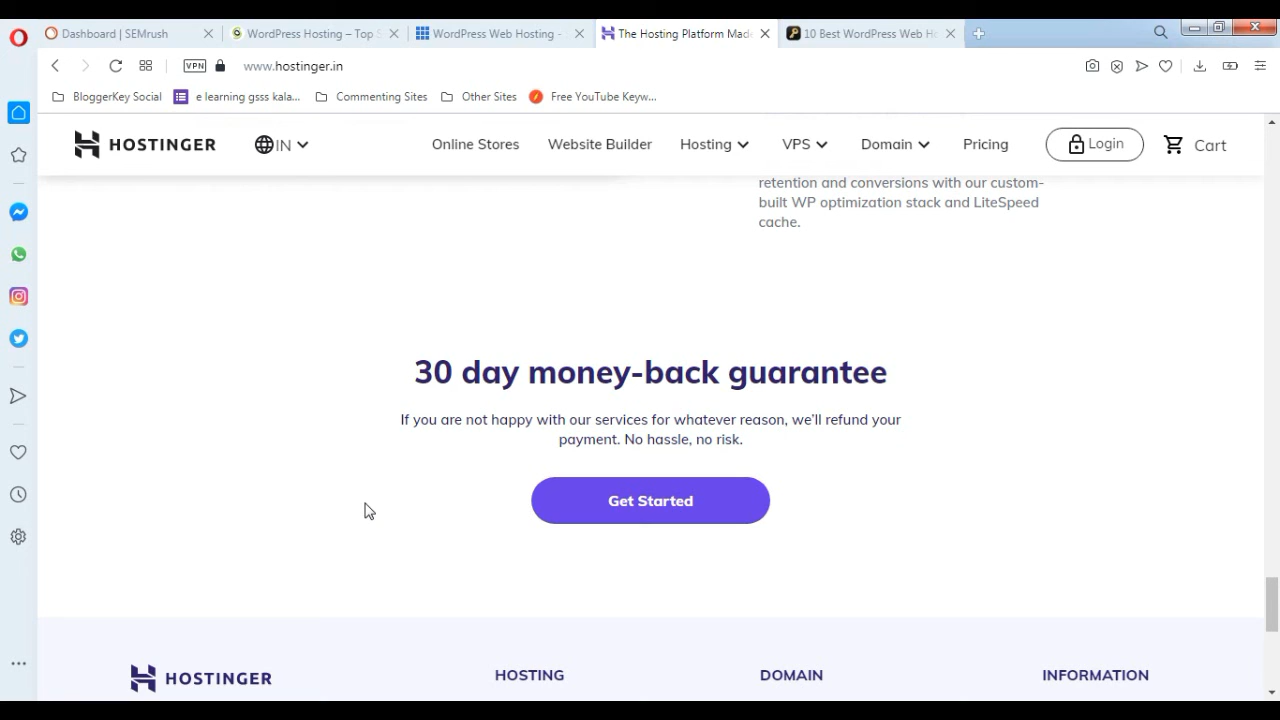 Dashboard | SEMrush
WordPress Hosting – Top S
WordPress Web Hosting -
The Hosting Platform Made
10 Best WordPress Web Ho
VPN
www.hostinger.in
BloggerKey Social
e learning gsss kala...
Commenting Sites
Other Sites
Free YouTube Keyw...
HOSTINGER
IN
Online Stores
Website Builder
Hosting
VPS
Domain
Pricing
Login
Cart
retention and conversions with our custom-
built WP optimization stack and LiteSpeed
cache.
30 day money-back guarantee
If you are not happy with our services for whatever reason, we'll refund your
payment. No hassle, no risk.
Get Started
HOSTINGER
HOSTING
DOMAIN
INFORMATION